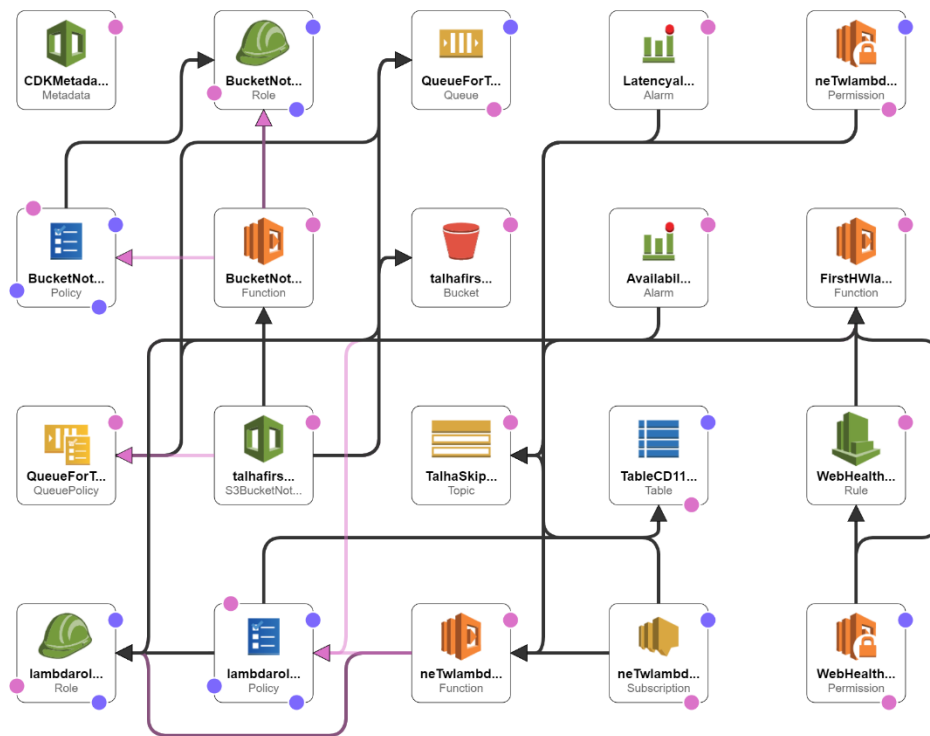 CDKMetada...
Metadata
BucketNot...
Role
QueueForT...
Queue
Latencyal...
Alarm
neTwlambd...
Permission
BucketNot...
Policy
BucketNot...
Function
talhafirs...
Bucket
Availabil...
Alarm
FirstHWla...
Function
QueueForT...
QueuePolicy
talhafirs...
S3BucketNot...
TalhaSkip...
Topic
TableCD11...
Table
WebHealth...
Rule
lambdarol...
Role
lambdarol...
Policy
neTwlambd...
Function
neTwlambd...
Subscription
WebHealth...
Permission